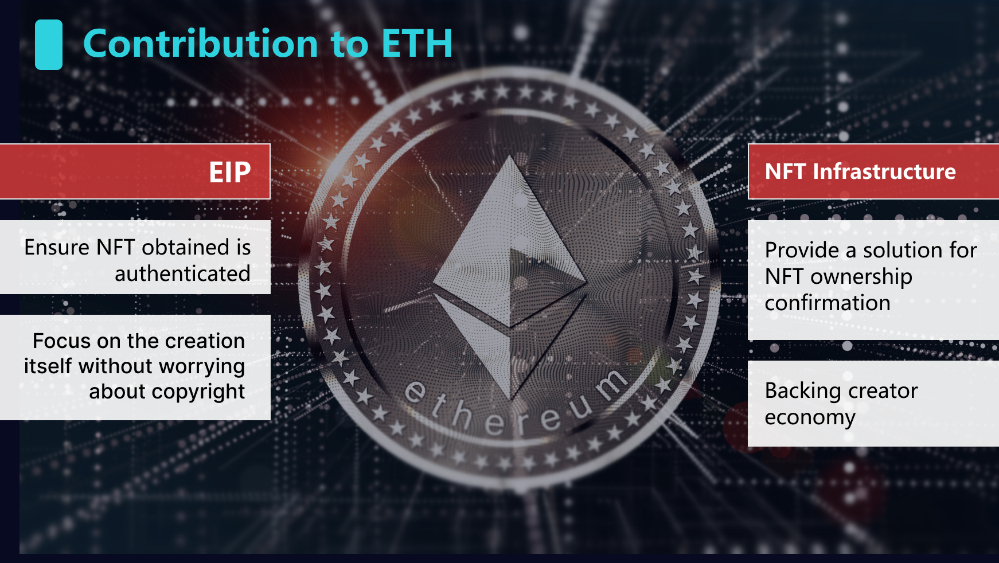 Contribution to ETH
EIP
Ensure NFT obtained is
authenticated
Focus on the creation
itself without worrying
about copyright
ethereum
NFT Infrastructure
Provide a solution for
NFT ownership
confirmation
Backing creator
economy